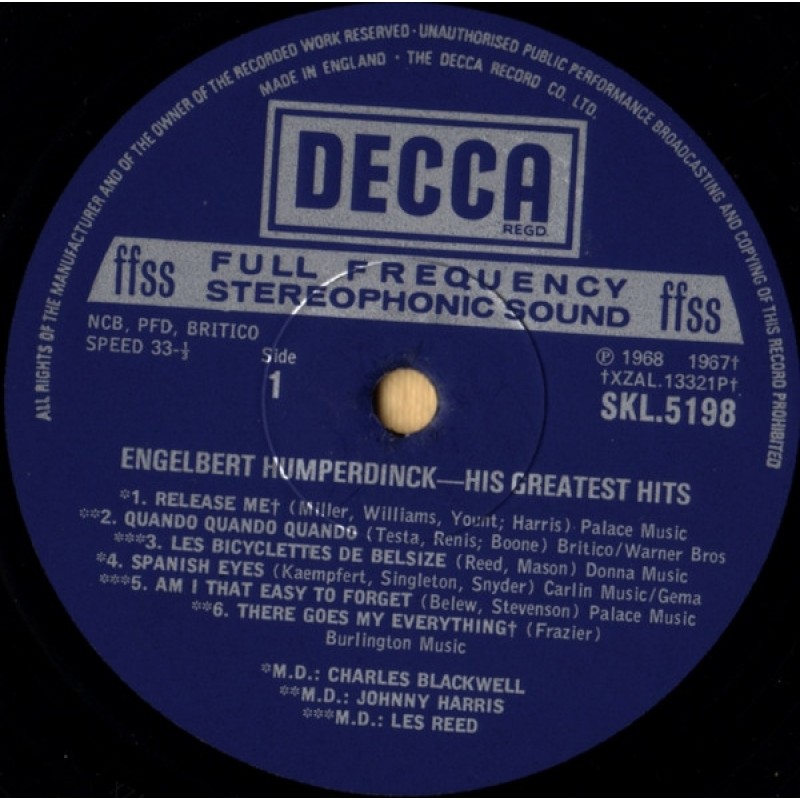 ALL RIGHTS OF THE MANUFACTURER AND OF THE OWNER OF THE RECORDED WORK RESERVED · UNAUTHORISED PUBLIC PERFORMANCE BROADCASTING AND COPYING OF THIS RECORD PROHIBITED
MADE IN ENGLAND · THE DECCA RECORD CO. LTD.
DECCA
REGD.
ffss FULL FREQUENCY ffss
STEREOPHONIC SOUND
NCB, PFD, BRITICO
SPEED 33-⅓
Side
1
℗ 1968 1967†
†XZAL.13321P†
SKL.5198
ENGELBERT HUMPERDINCK—HIS GREATEST HITS
*1. RELEASE ME† (Miller, Williams, Yount; Harris) Palace Music
**2. QUANDO QUANDO QUANDO (Testa, Renis; Boone) Britico/Warner Bros
***3. LES BICYCLETTES DE BELSIZE (Reed, Mason) Donna Music
*4. SPANISH EYES (Kaempfert, Singleton, Snyder) Carlin Music/Gema
***5. AM I THAT EASY TO FORGET (Belew, Stevenson) Palace Music
**6. THERE GOES MY EVERYTHING† (Frazier)
Burlington Music
*M.D.: CHARLES BLACKWELL
**M.D.: JOHNNY HARRIS
***M.D.: LES REED